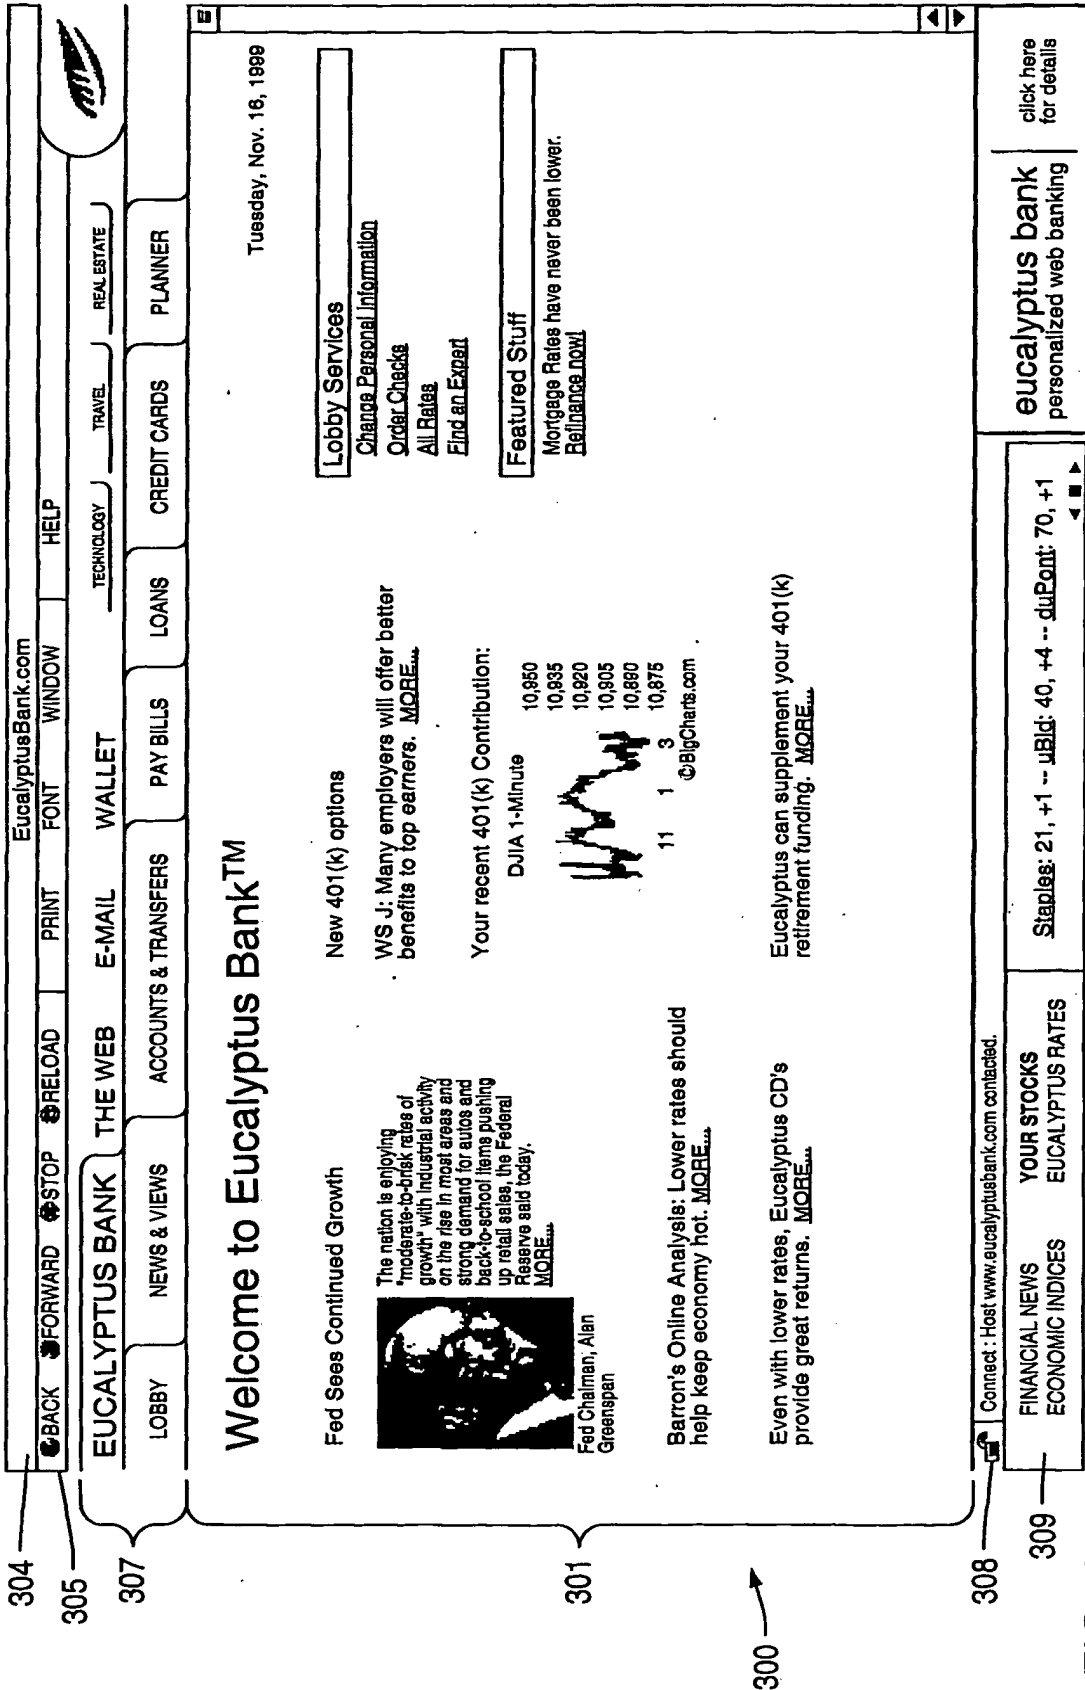 304
EucalyptusBank.com
305
BACK FORWARD STOP RELOAD PRINT FONT WINDOW HELP
307
EUCALYPTUS BANK THE WEB E-MAIL WALLET TECHNOLOGY TRAVEL REAL ESTATE
LOBBY NEWS & VIEWS ACCOUNTS & TRANSFERS PAY BILLS LOANS CREDIT CARDS PLANNER
Welcome to Eucalyptus Bank™
Tuesday, Nov. 16, 1999
301
300
Fed Sees Continued Growth
The nation is enjoying
"moderate-to-brisk rates of
growth" with industrial activity
on the rise in most areas and
strong demand for autos and
back-to-school items pushing
up retail sales, the Federal
Reserve said today.
MORE...
Fed Chaiman, Alan
Greenspan
Barron's Online Analysis: Lower rates should
help keep economy hot. MORE...
Even with lower rates, Eucalyptus CD's
provide great returns. MORE...
New 401(k) options
WS J: Many employers will offer better
benefits to top earners. MORE...
Your recent 401(k) Contribution:
DJIA 1-Minute
10,950
10,935
10,920
10,905
10,890
10,875
11 1 3
©BigCharts.com
Eucalyptus can supplement your 401(k)
retirement funding. MORE...
Lobby Services
Change Personal Information
Order Checks
All Rates
Find an Expert
Featured Stuff
Mortgage Rates have never been lower.
Refinance now!
308
Connect : Host www.eucalyptusbank.com contacted.
309
FINANCIAL NEWS YOUR STOCKS
ECONOMIC INDICES EUCALYPTUS RATES
Staples: 21, +1 -- uBid: 40, +4 -- duPont: 70, +1
eucalyptus bank
personalized web banking
click here
for details